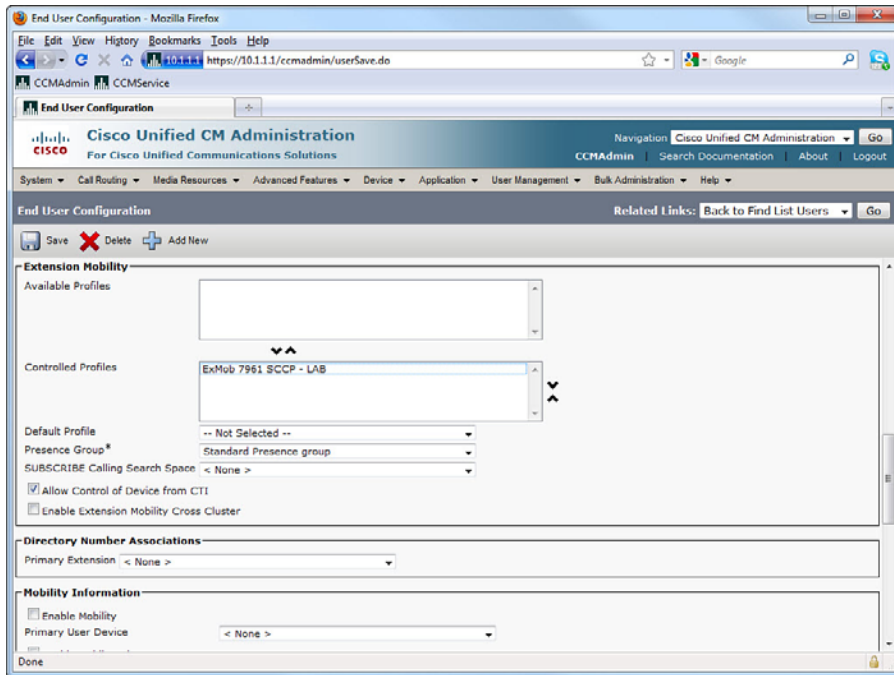 End User Configuration - Mozilla Firefox
File Edit View History Bookmarks Tools Help
10.1.1.1 https://10.1.1.1/ccmadmin/userSave.do Google
CCMAdmin CCMService
End User Configuration
cisco Cisco Unified CM Administration Navigation Cisco Unified CM Administration Go
For Cisco Unified Communications Solutions CCMAdmin | Search Documentation | About | Logout
System Call Routing Media Resources Advanced Features Device Application User Management Bulk Administration Help
End User Configuration Related Links: Back to Find List Users Go
Save Delete Add New
Extension Mobility
Available Profiles
Controlled Profiles ExMob 7961 SCCP - LAB
Default Profile -- Not Selected --
Presence Group* Standard Presence group
SUBSCRIBE Calling Search Space < None >
Allow Control of Device from CTI
Enable Extension Mobility Cross Cluster
Directory Number Associations
Primary Extension < None >
Mobility Information
Enable Mobility
Primary User Device < None >
Done